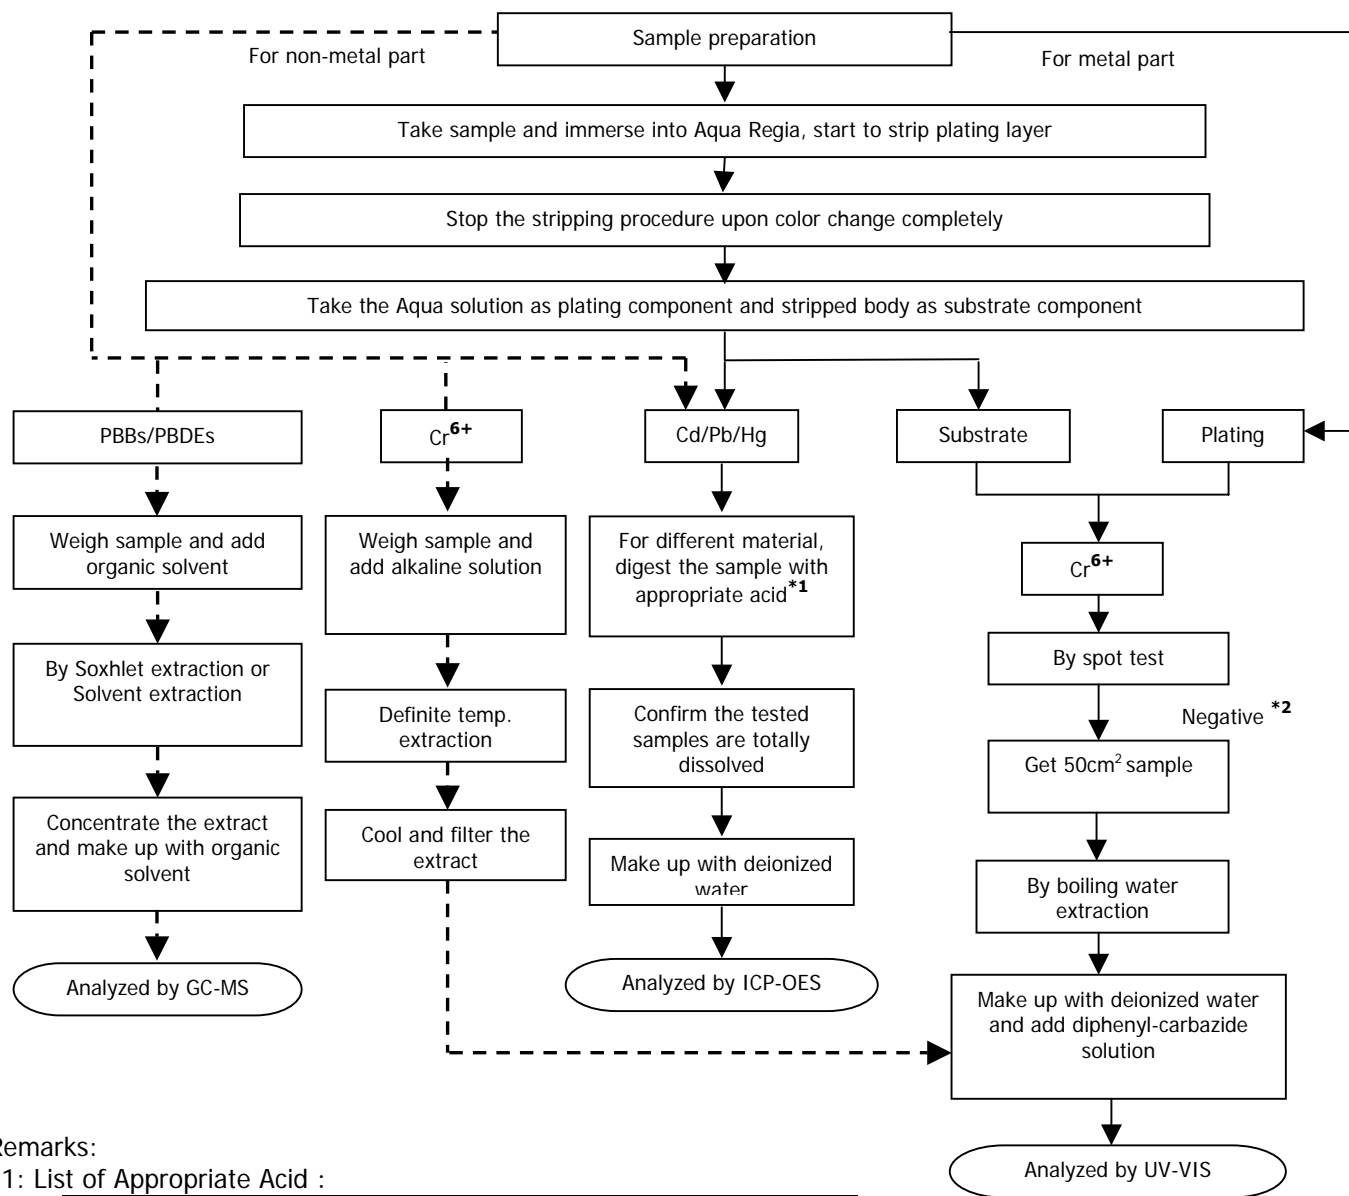 Sample preparation
For non-metal part
For metal part
Take sample and immerse into Aqua Regia, start to strip plating layer
Stop the stripping procedure upon color change completely
Take the Aqua solution as plating component and stripped body as substrate component
PBBs/PBDEs
Cr6+
Cd/Pb/Hg
Substrate
Plating
Weigh sample and add
organic solvent
Weigh sample and
add alkaline solution
For different material,
digest the sample with
appropriate acid*1
Cr6+
By Soxhlet extraction or
Solvent extraction
Definite temp.
extraction
Confirm the tested
samples are totally
dissolved
By spot test
Negative *2
Get 50cm2 sample
Concentrate the extract
and make up with organic
solvent
Cool and filter the
extract
Make up with deionized
water
By boiling water
extraction
Analyzed by GC-MS
Analyzed by ICP-OES
Make up with deionized water
and add diphenyl-carbazide
solution
Analyzed by UV-VIS
Remarks:
1: List of Appropriate Acid :